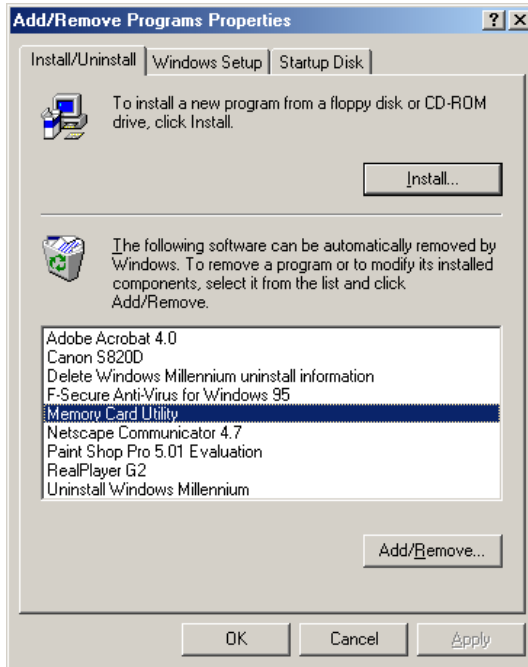 Add/Remove Programs Properties
Install/Uninstall Windows Setup Startup Disk
To install a new program from a floppy disk or CD-ROM
drive, click Install.
Install...
The following software can be automatically removed by
Windows. To remove a program or to modify its installed
components, select it from the list and click
Add/Remove.
Adobe Acrobat 4.0
Canon S820D
Delete Windows Millennium uninstall information
F-Secure Anti-Virus for Windows 95
Memory Card Utility
Netscape Communicator 4.7
Paint Shop Pro 5.01 Evaluation
RealPlayer G2
Uninstall Windows Millennium
Add/Remove...
OK Cancel Apply